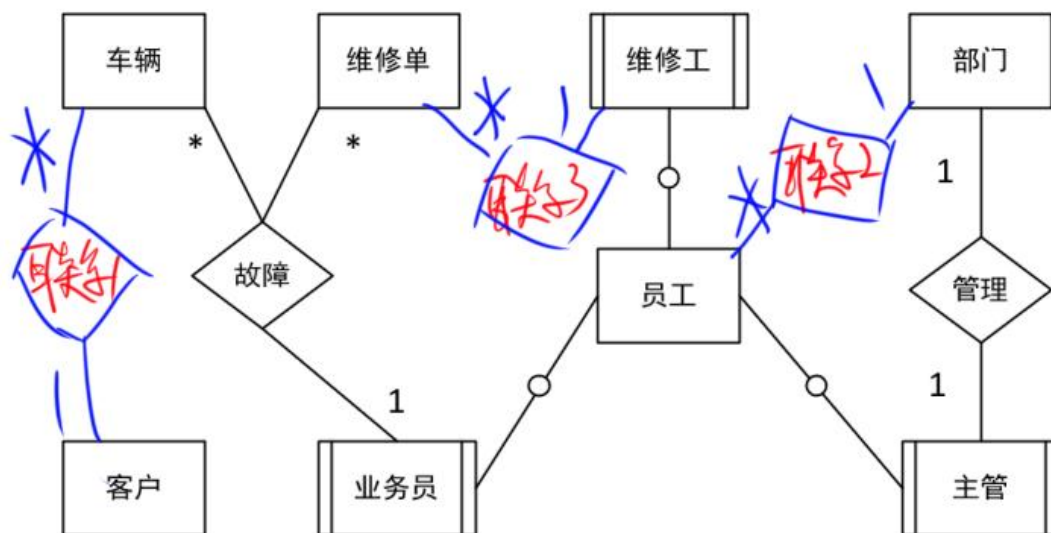 车辆 维修单 维修工 部门
* * * 1 1
* 联系3 联系2 1
* 联系1 故障 员工 管理
1 1 1
客户 业务员 主管